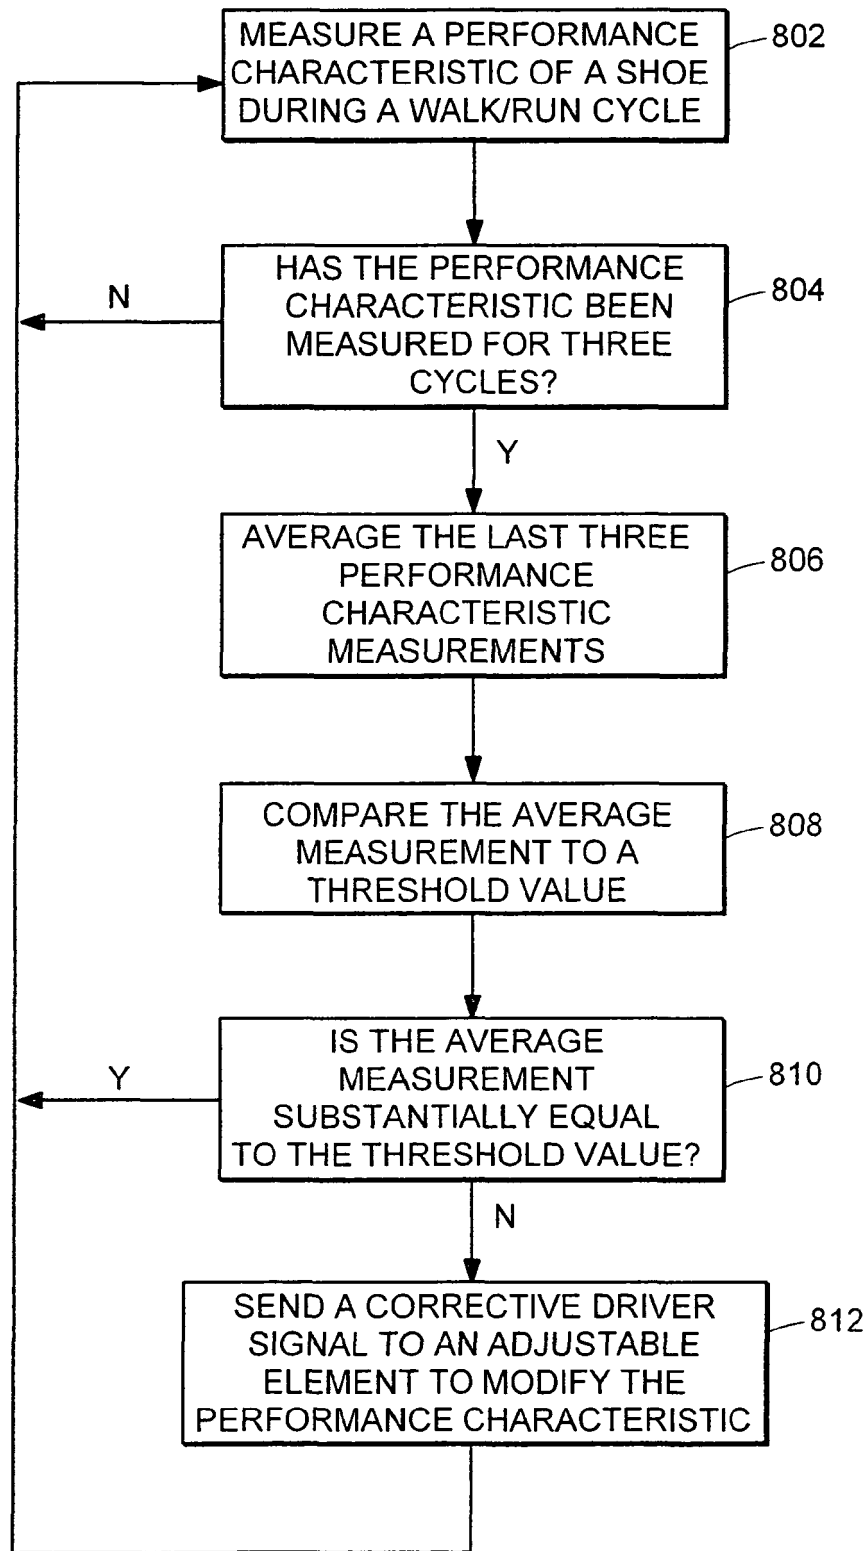 MEASURE A PERFORMANCE
CHARACTERISTIC OF A SHOE
DURING A WALK/RUN CYCLE
802
HAS THE PERFORMANCE
CHARACTERISTIC BEEN
MEASURED FOR THREE
CYCLES?
804
N
Y
AVERAGE THE LAST THREE
PERFORMANCE
CHARACTERISTIC
MEASUREMENTS
806
COMPARE THE AVERAGE
MEASUREMENT TO A
THRESHOLD VALUE
808
IS THE AVERAGE
MEASUREMENT
SUBSTANTIALLY EQUAL
TO THE THRESHOLD VALUE?
810
Y
N
SEND A CORRECTIVE DRIVER
SIGNAL TO AN ADJUSTABLE
ELEMENT TO MODIFY THE
PERFORMANCE CHARACTERISTIC
812